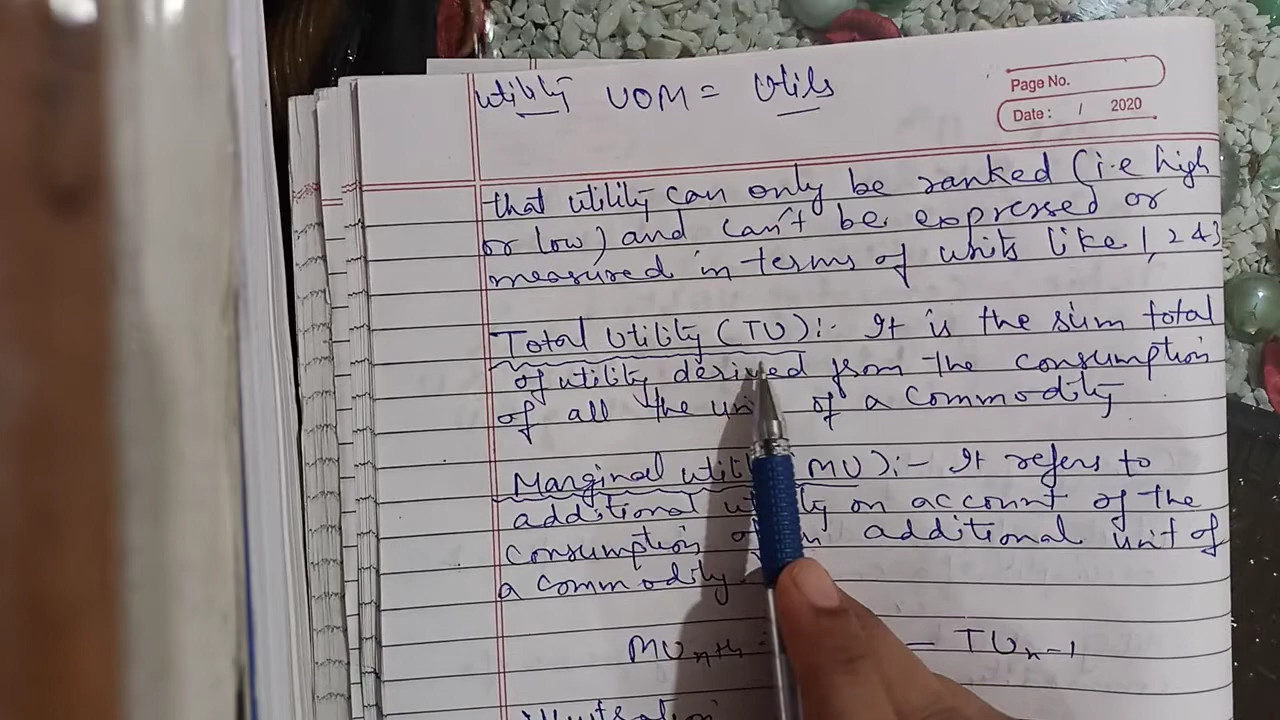 Utility UOM = Utils
Page No.
Date: / 2020
that utility can only be ranked (i.e high
or low) and can't be expressed or
measured in terms of units like 1, 2 4 3
Total Utility (TU):- It is the sum total
of utility derived from the consumption
of all the of a commodity
Marginal (MU):- It refers to
additional on account of the
consumption additional unit of
a commodity
MUnth = - TUn-1